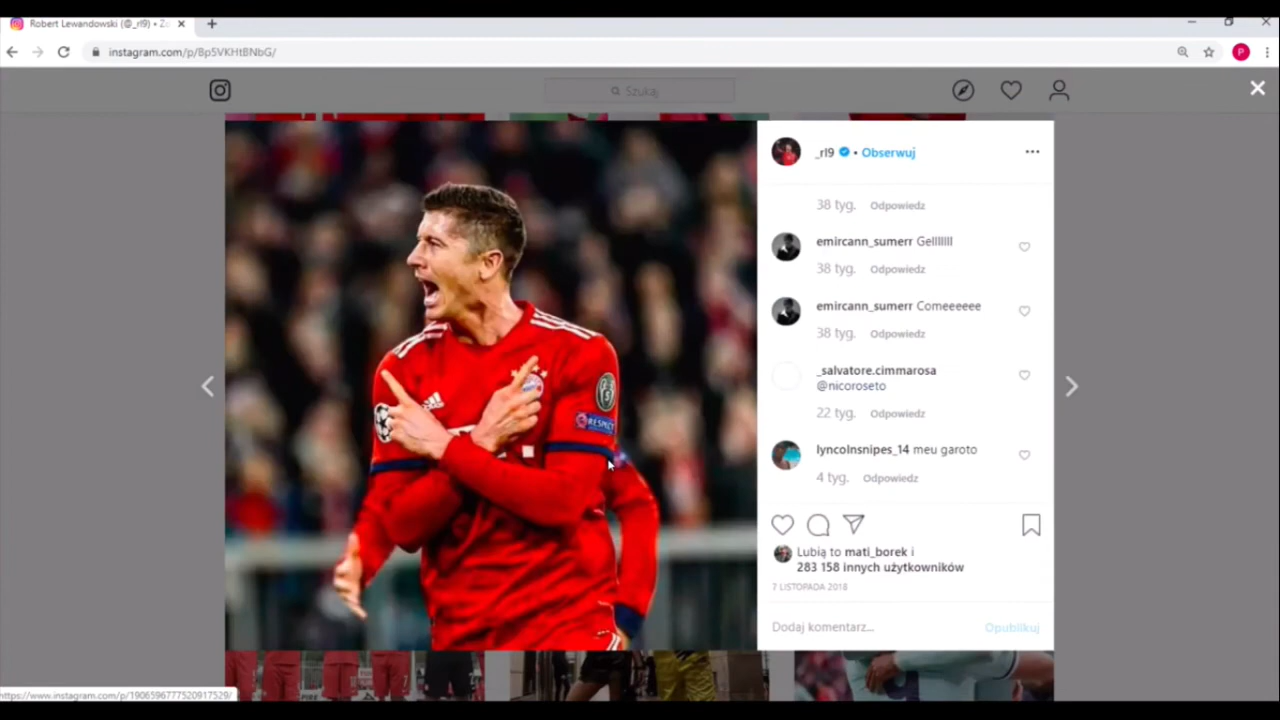 Robert Lewandowski (@_rl9) • Z
instagram.com/p/Bp5VKHtBNbG/
P
Szukaj
_rl9 • Obserwuj
38 tyg. Odpowiedz
emircann_sumerr Gelllllll
38 tyg. Odpowiedz
emircann_sumerr Comeeeeee
38 tyg. Odpowiedz
_salvatore.cimmarosa
@nicoroseto
22 tyg. Odpowiedz
lyncolnsnipes_14 meu garoto
4 tyg. Odpowiedz
Lubią to mati_borek i
283 158 innych użytkowników
7 LISTOPADA 2018
Dodaj komentarz...
Opublikuj
RESPECT
https://www.instagram.com/p/1906596777520917529/